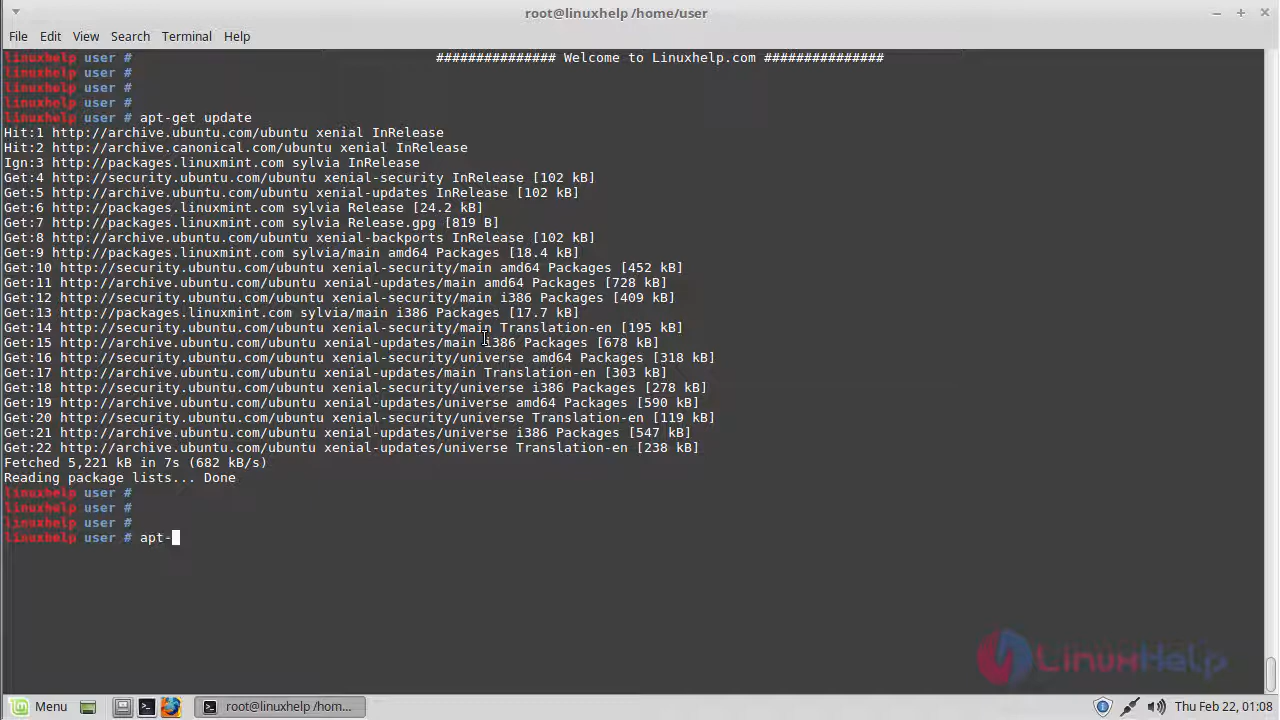 root@linuxhelp /home/user
File Edit View Search Terminal Help
linuxhelp user # ############### Welcome to Linuxhelp.com ###############
linuxhelp user #
linuxhelp user #
linuxhelp user #
linuxhelp user # apt-get update
Hit:1 http://archive.ubuntu.com/ubuntu xenial InRelease
Hit:2 http://archive.canonical.com/ubuntu xenial InRelease
Ign:3 http://packages.linuxmint.com sylvia InRelease
Get:4 http://security.ubuntu.com/ubuntu xenial-security InRelease [102 kB]
Get:5 http://archive.ubuntu.com/ubuntu xenial-updates InRelease [102 kB]
Get:6 http://packages.linuxmint.com sylvia Release [24.2 kB]
Get:7 http://packages.linuxmint.com sylvia Release.gpg [819 B]
Get:8 http://archive.ubuntu.com/ubuntu xenial-backports InRelease [102 kB]
Get:9 http://packages.linuxmint.com sylvia/main amd64 Packages [18.4 kB]
Get:10 http://security.ubuntu.com/ubuntu xenial-security/main amd64 Packages [452 kB]
Get:11 http://archive.ubuntu.com/ubuntu xenial-updates/main amd64 Packages [728 kB]
Get:12 http://security.ubuntu.com/ubuntu xenial-security/main i386 Packages [409 kB]
Get:13 http://packages.linuxmint.com sylvia/main i386 Packages [17.7 kB]
Get:14 http://security.ubuntu.com/ubuntu xenial-security/main Translation-en [195 kB]
Get:15 http://archive.ubuntu.com/ubuntu xenial-updates/main i386 Packages [678 kB]
Get:16 http://security.ubuntu.com/ubuntu xenial-security/universe amd64 Packages [318 kB]
Get:17 http://archive.ubuntu.com/ubuntu xenial-updates/main Translation-en [303 kB]
Get:18 http://security.ubuntu.com/ubuntu xenial-security/universe i386 Packages [278 kB]
Get:19 http://archive.ubuntu.com/ubuntu xenial-updates/universe amd64 Packages [590 kB]
Get:20 http://security.ubuntu.com/ubuntu xenial-security/universe Translation-en [119 kB]
Get:21 http://archive.ubuntu.com/ubuntu xenial-updates/universe i386 Packages [547 kB]
Get:22 http://archive.ubuntu.com/ubuntu xenial-updates/universe Translation-en [238 kB]
Fetched 5,221 kB in 7s (682 kB/s)
Reading package lists... Done
linuxhelp user #
linuxhelp user #
linuxhelp user #
linuxhelp user # apt-
LinuxHelp
Menu root@linuxhelp /hom... Thu Feb 22, 01:08